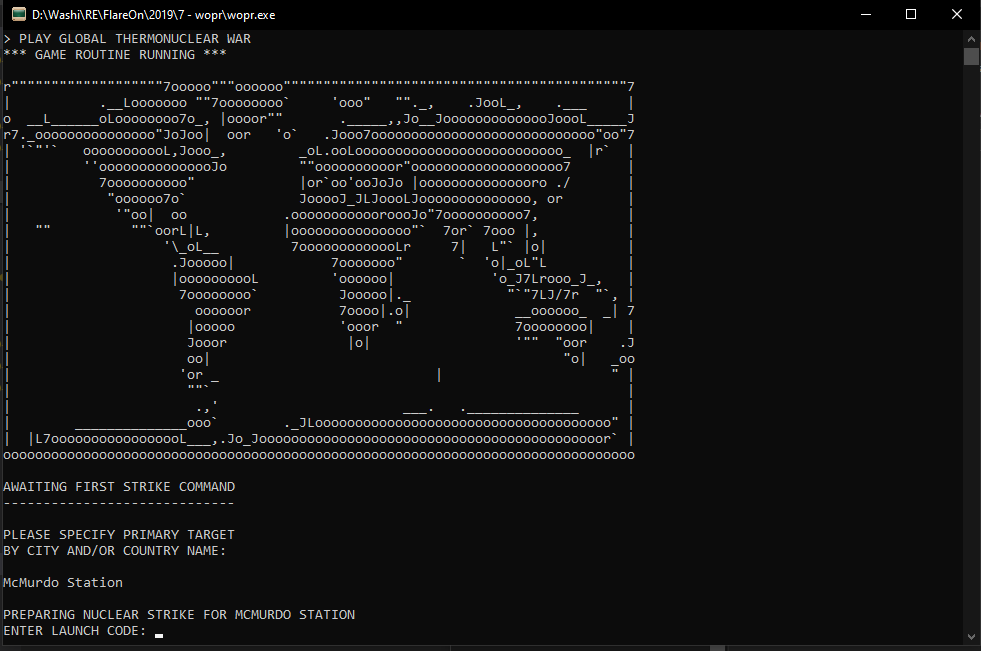 D:\Washi\RE\FlareOn\2019\7 - wopr\wopr.exe
> PLAY GLOBAL THERMONUCLEAR WAR
*** GAME ROUTINE RUNNING ***
AWAITING FIRST STRIKE COMMAND
-----------------------------
PLEASE SPECIFY PRIMARY TARGET
BY CITY AND/OR COUNTRY NAME:
McMurdo Station
PREPARING NUCLEAR STRIKE FOR MCMURDO STATION
ENTER LAUNCH CODE: